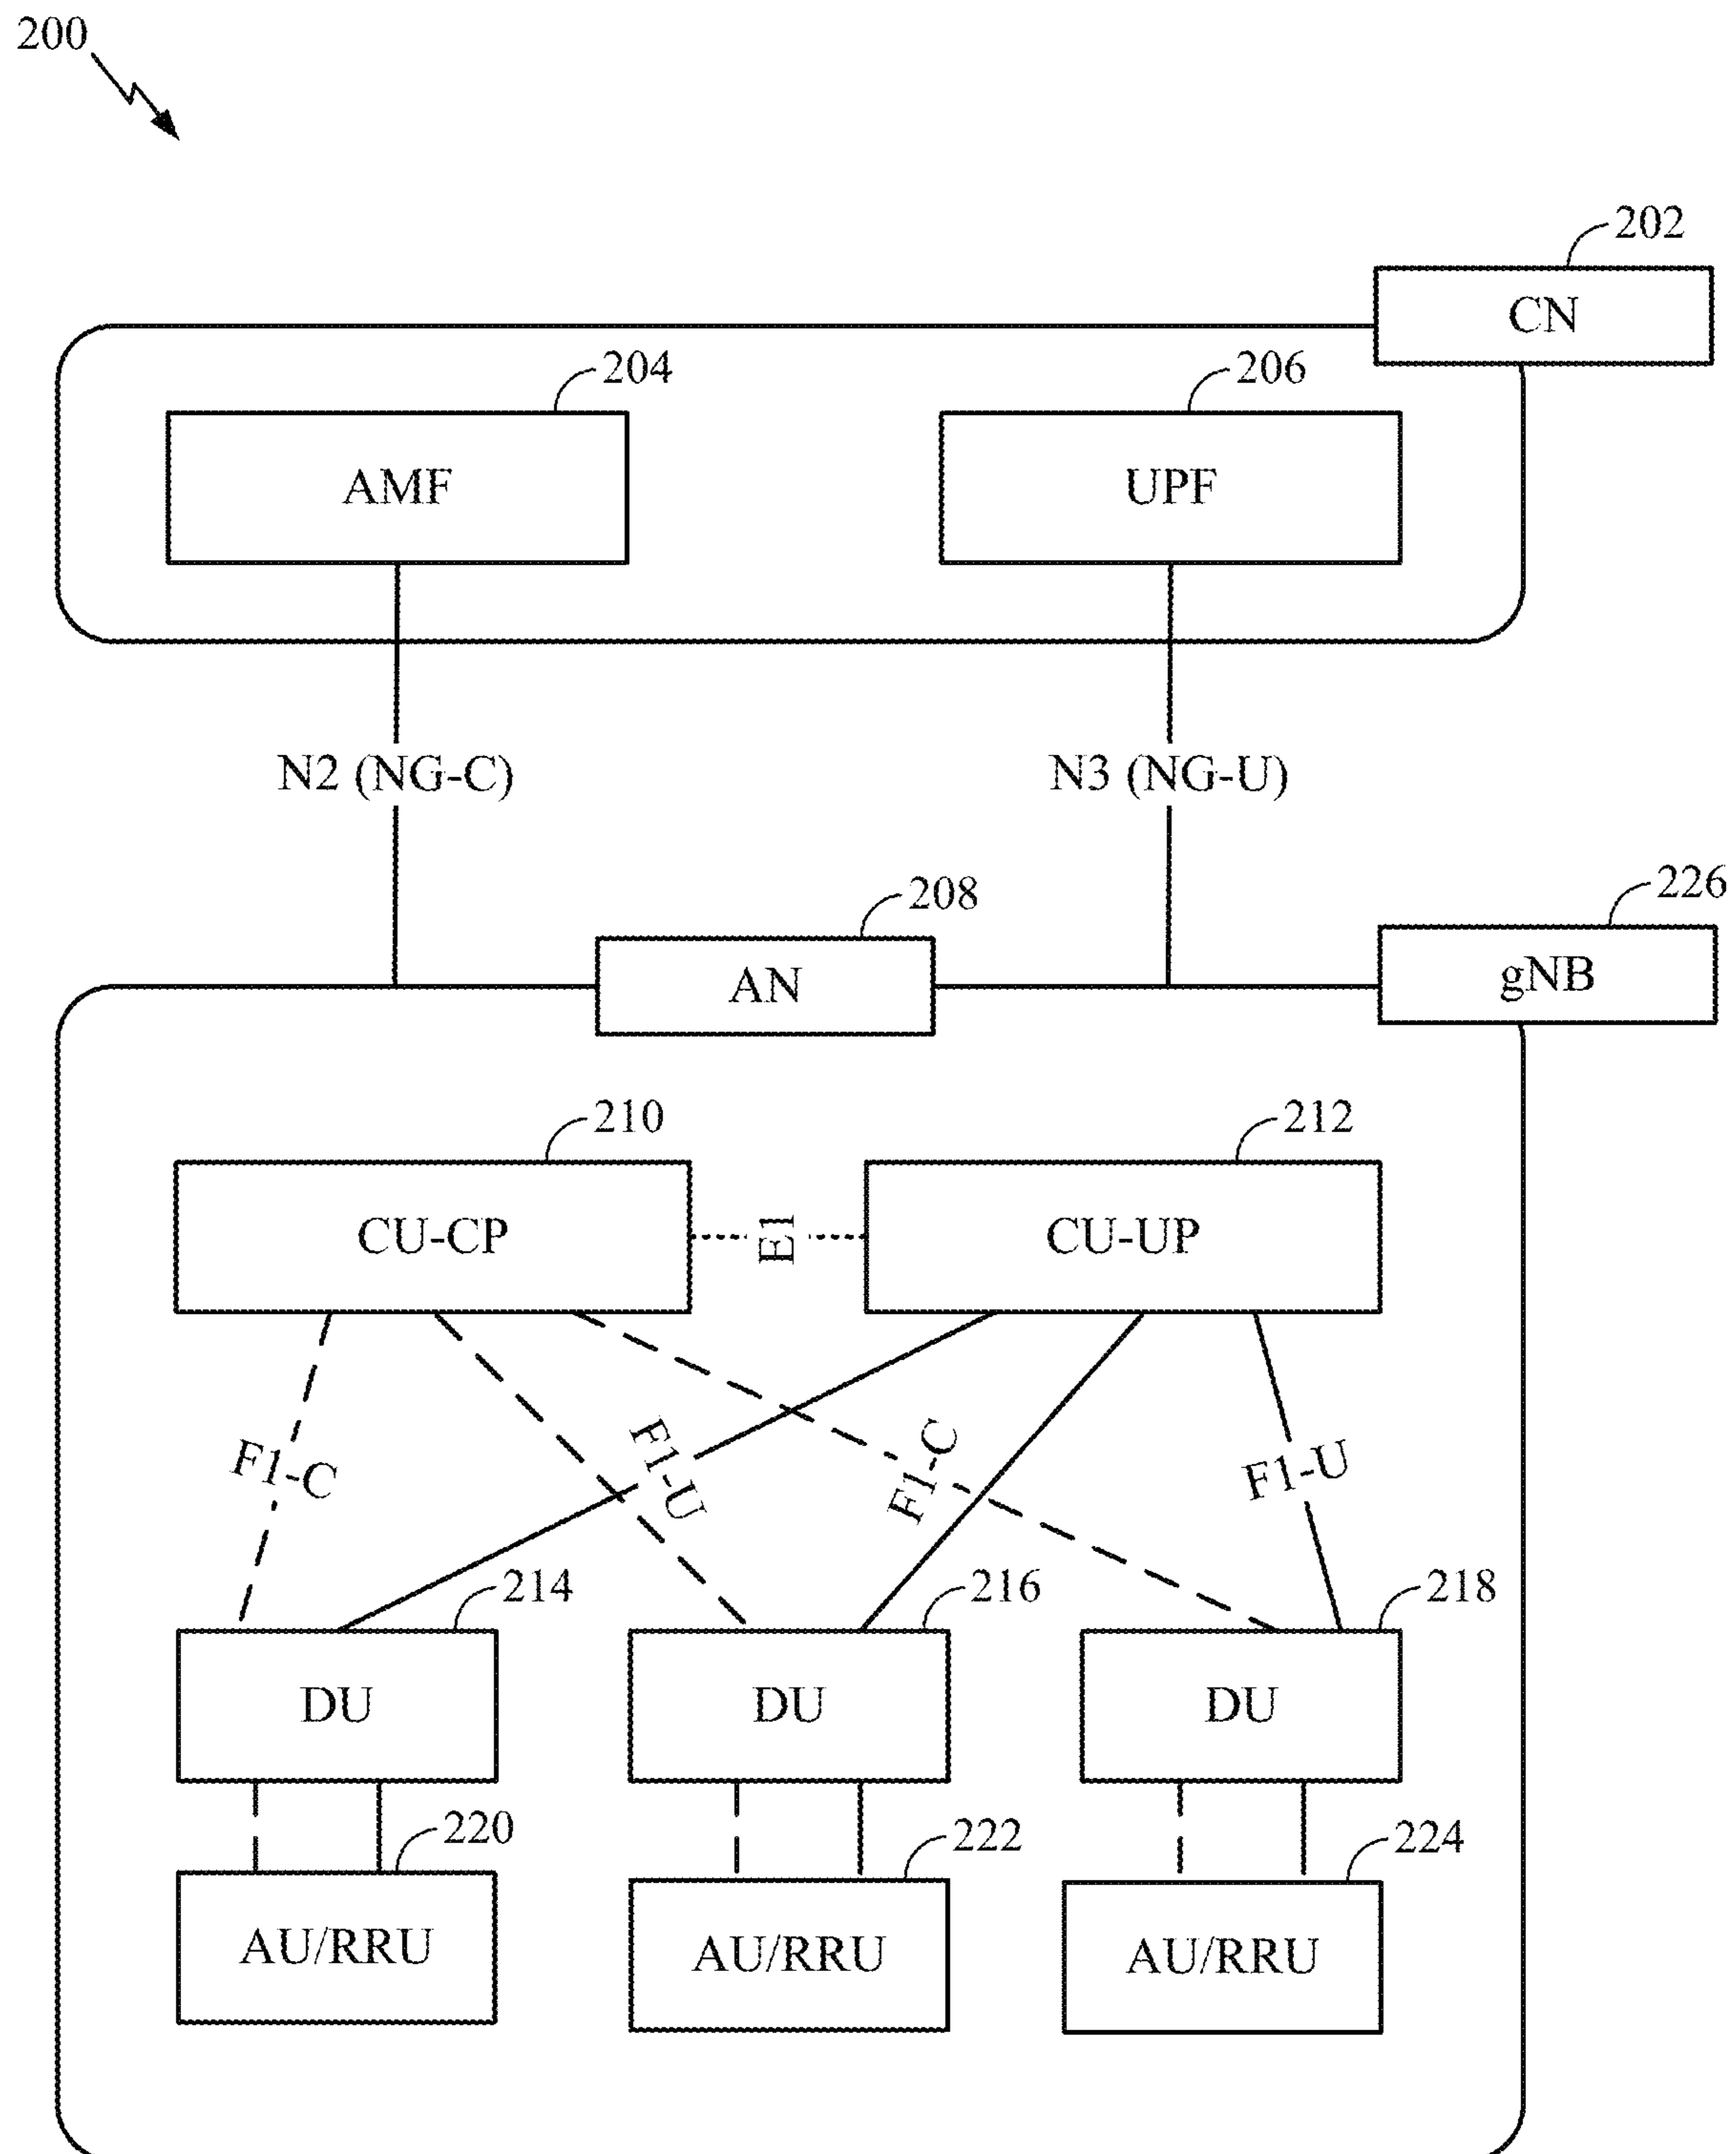 200
202
CN
204
206
AMF
UPF
N2 (NG-C)
N3 (NG-U)
208
226
AN
gNB
210
212
CU-CP
E1
CU-UP
F1-C
F1-U
F1-C
F1-U
214
216
218
DU
DU
DU
220
222
224
AU/RRU
AU/RRU
AU/RRU